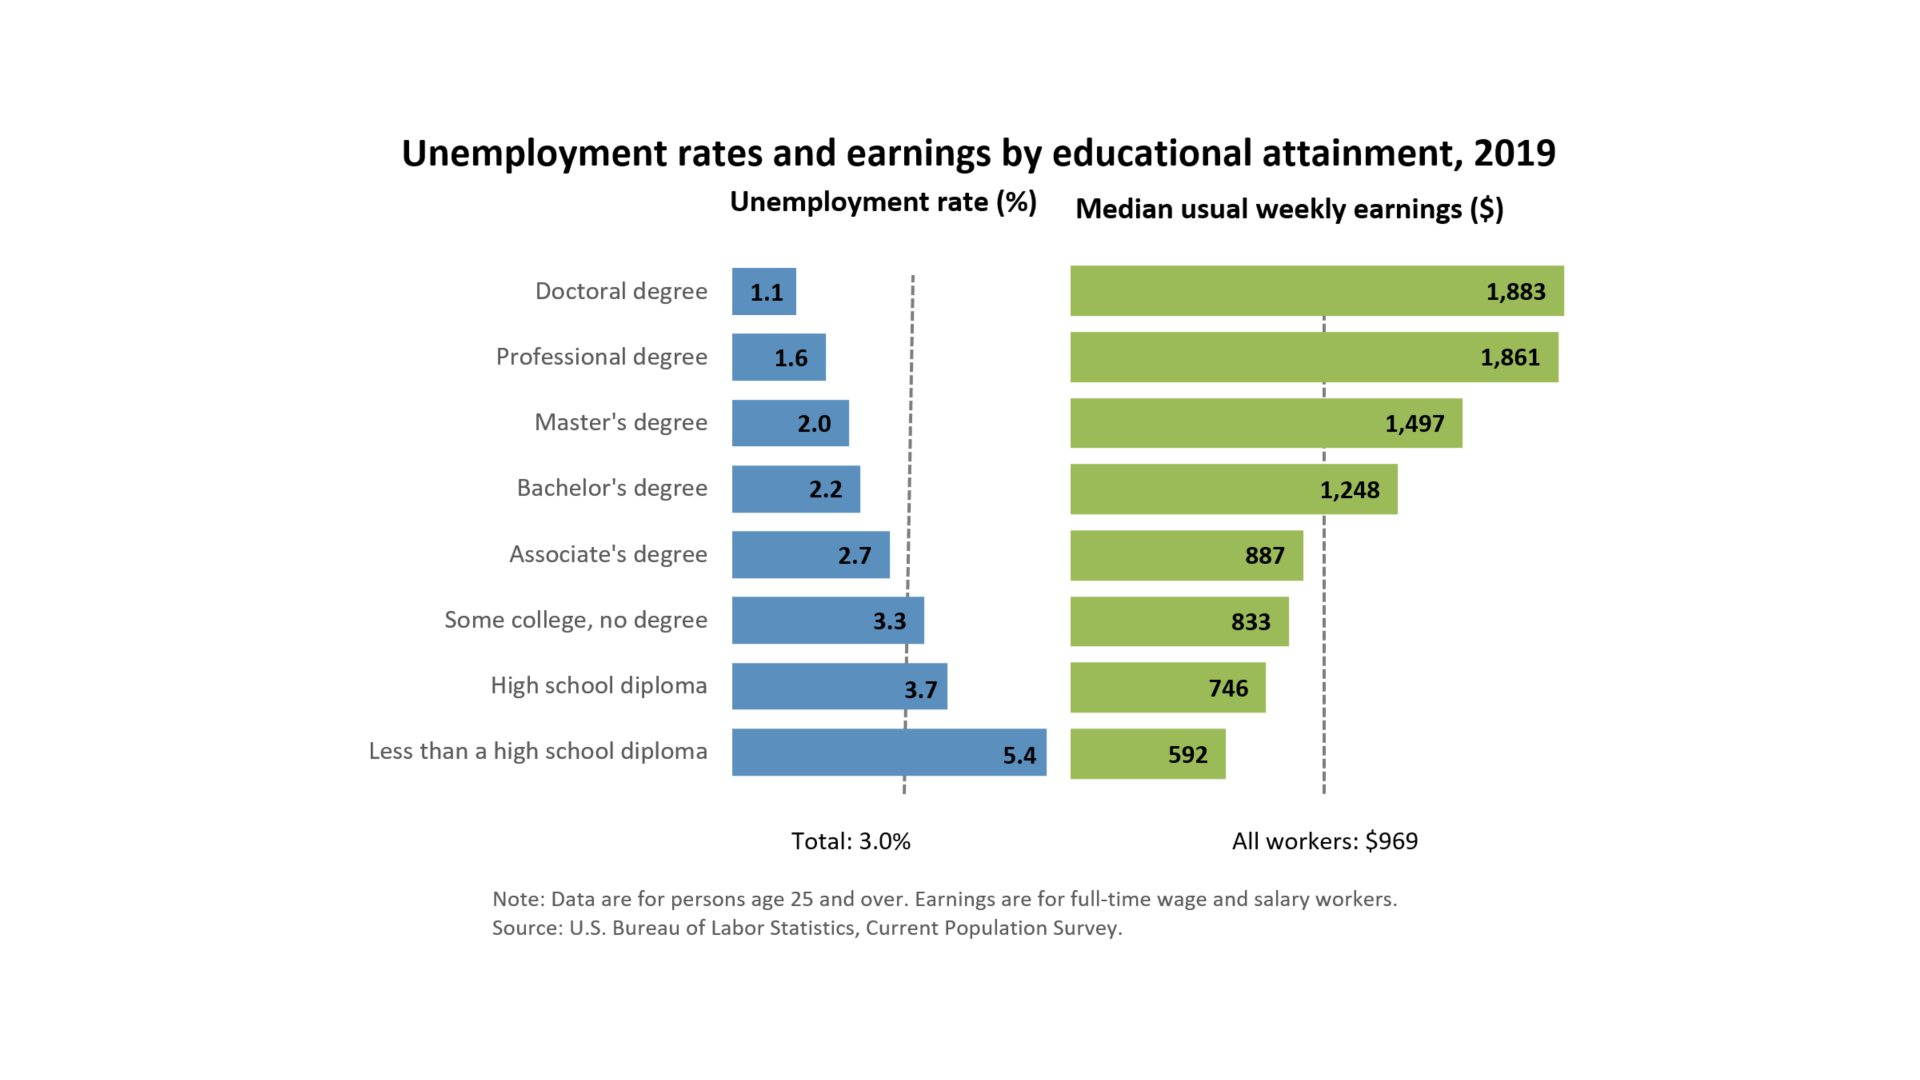 Unemployment rates and earnings by educational attainment, 2019
Unemployment rate (%)
Median usual weekly earnings ($)
Doctoral degree 1.1 1,883
Professional degree 1.6 1,861
Master's degree 2.0 1,497
Bachelor's degree 2.2 1,248
Associate's degree 2.7 887
Some college, no degree 3.3 833
High school diploma 3.7 746
Less than a high school diploma 5.4 592
Total: 3.0% All workers: $969
Note: Data are for persons age 25 and over. Earnings are for full-time wage and salary workers.
Source: U.S. Bureau of Labor Statistics, Current Population Survey.